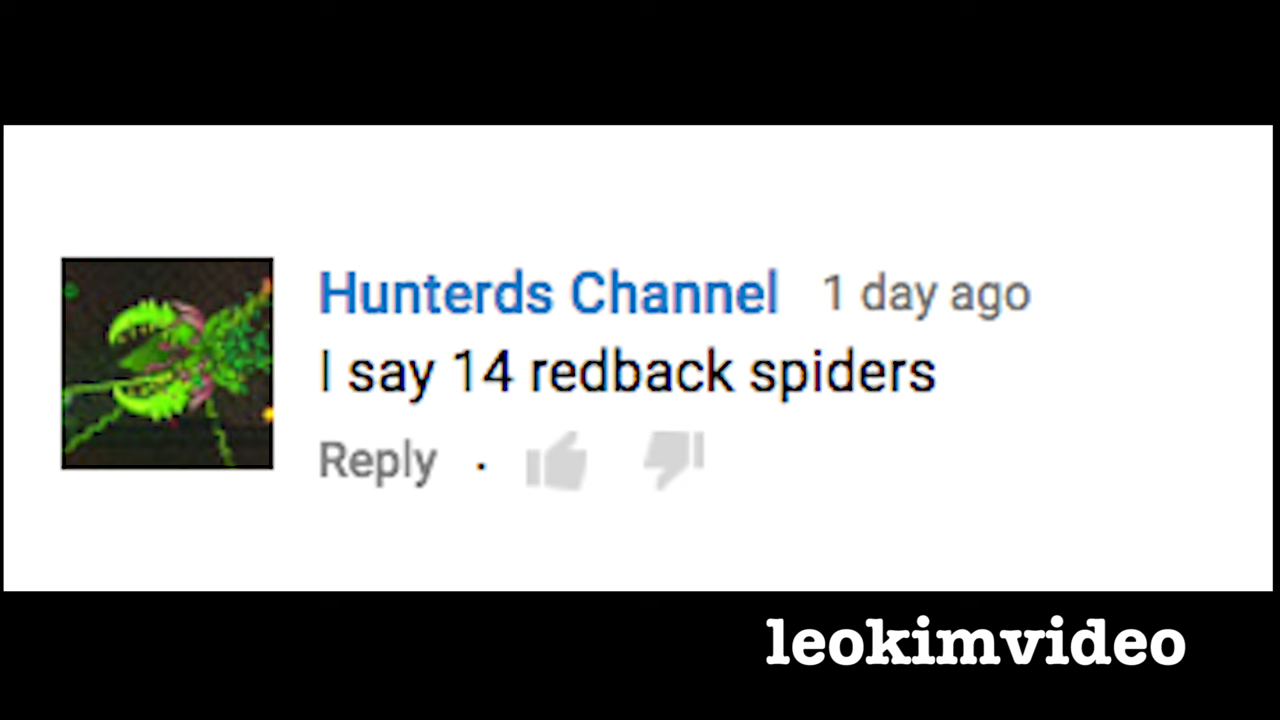 Hunterds Channel 1 day ago
I say 14 redback spiders
Reply ·
leokimvideo